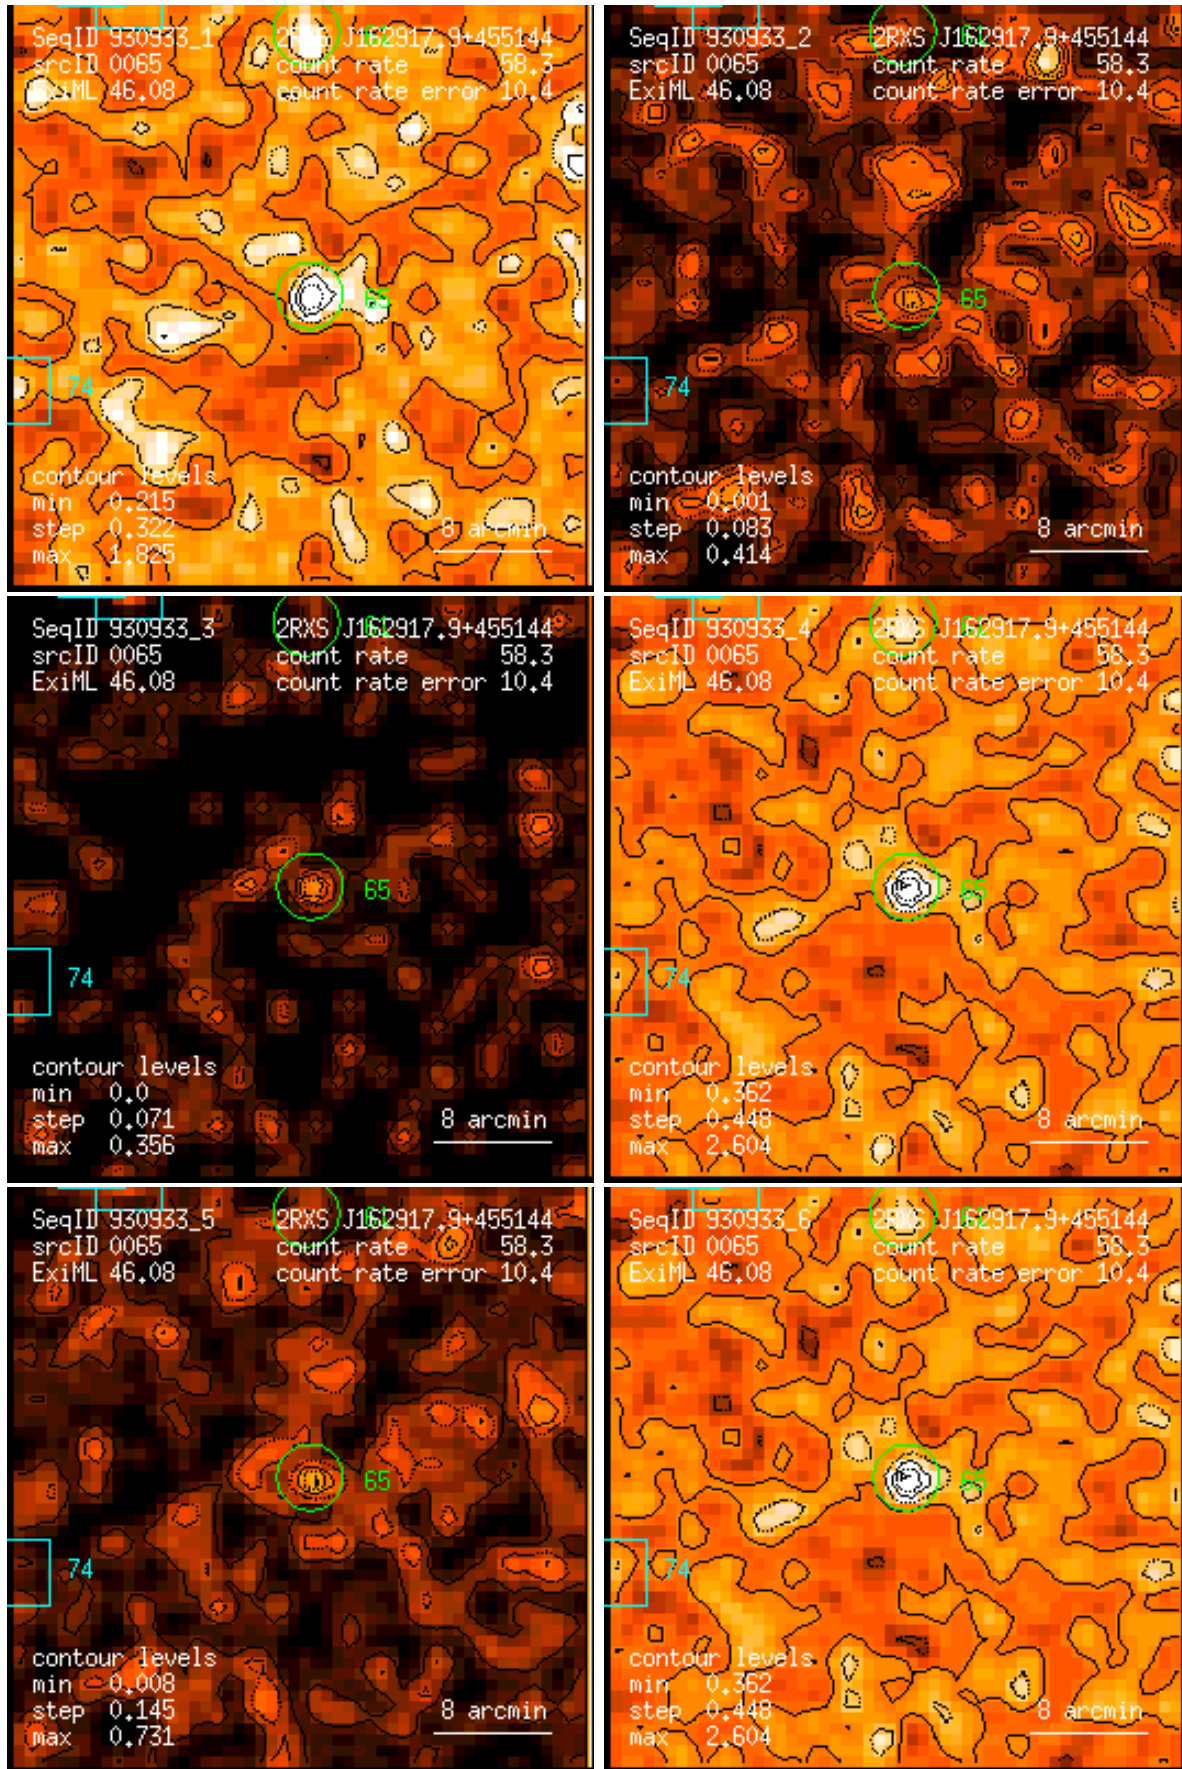 SeqID 930933_1 2RXS J162917.9+455144
srcID 0065 count rate 58.3
ExiML 46.08 count rate error 10.4
65
74
contour levels
min 0.215
step 0.322 8 arcmin
max 1.825
SeqID 930933_2 2RXS J162917.9+455144
srcID 0065 count rate 58.3
ExiML 46.08 count rate error 10.4
65
74
contour levels
min 0.001
step 0.083 8 arcmin
max 0.414
SeqID 930933_3 2RXS J162917.9+455144
srcID 0065 count rate 58.3
ExiML 46.08 count rate error 10.4
65
74
contour levels
min 0.0
step 0.071 8 arcmin
max 0.356
SeqID 930933_4 2RXS J162917.9+455144
srcID 0065 count rate 58.3
ExiML 46.08 count rate error 10.4
65
74
contour levels
min 0.362
step 0.448 8 arcmin
max 2.604
SeqID 930933_5 2RXS J162917.9+455144
srcID 0065 count rate 58.3
ExiML 46.08 count rate error 10.4
65
74
contour levels
min 0.008
step 0.145 8 arcmin
max 0.731
SeqID 930933_6 2RXS J162917.9+455144
srcID 0065 count rate 58.3
ExiML 46.08 count rate error 10.4
65
74
contour levels
min 0.362
step 0.448 8 arcmin
max 2.604